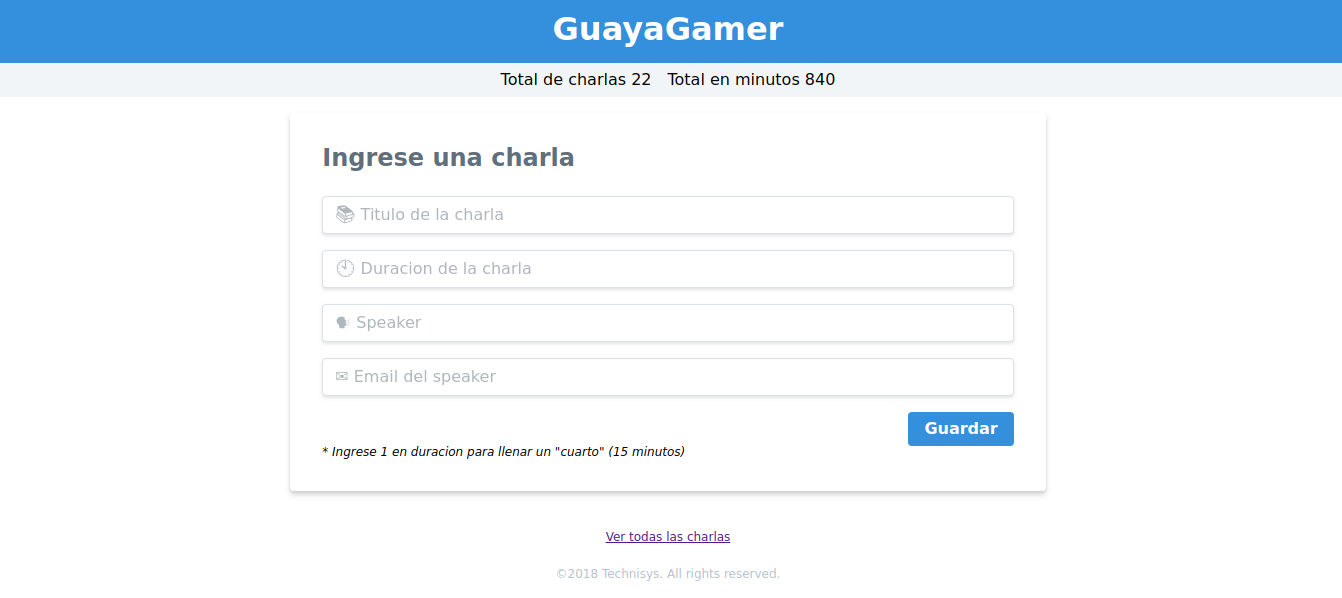 GuayaGamer
Total de charlas 22 Total en minutos 840
Ingrese una charla
📚 Titulo de la charla
🕙 Duracion de la charla
🗣 Speaker
✉ Email del speaker
Guardar
* Ingrese 1 en duracion para llenar un "cuarto" (15 minutos)
Ver todas las charlas
©2018 Technisys. All rights reserved.